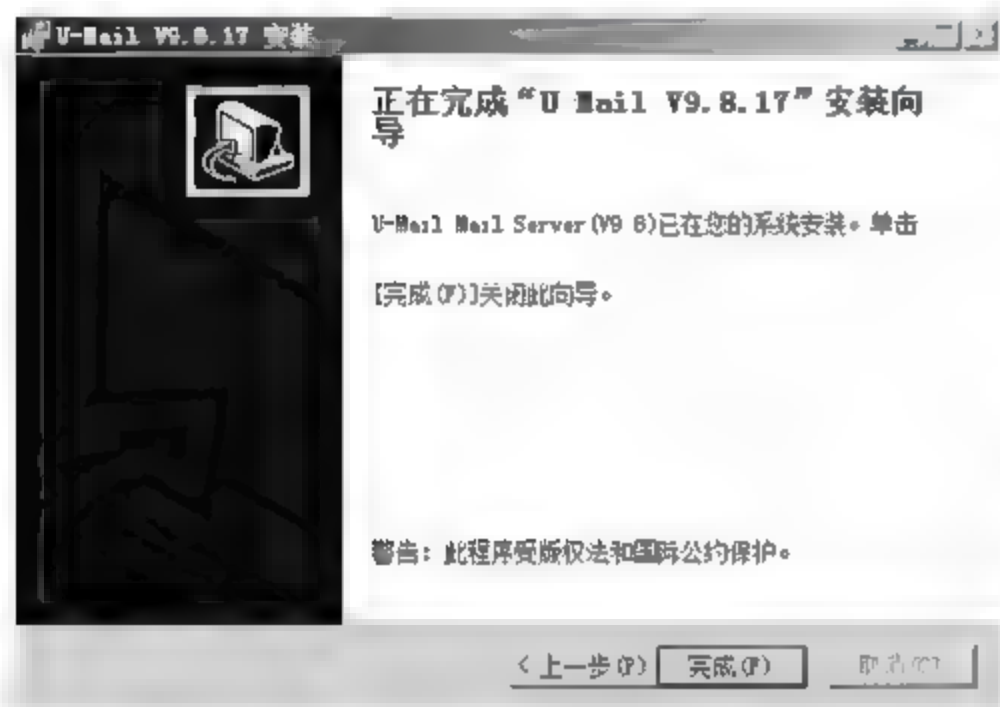 U-Mail V9.8.17 安装
正在完成“U Mail V9.8.17”安装向
导
U-Mail Mail Server(V9 8)已在您的系统安装。单击
[完成(F)]关闭此向导。
警告：此程序受版权法和国际公约保护。
<上一步(P)
完成(F)
取消(C)